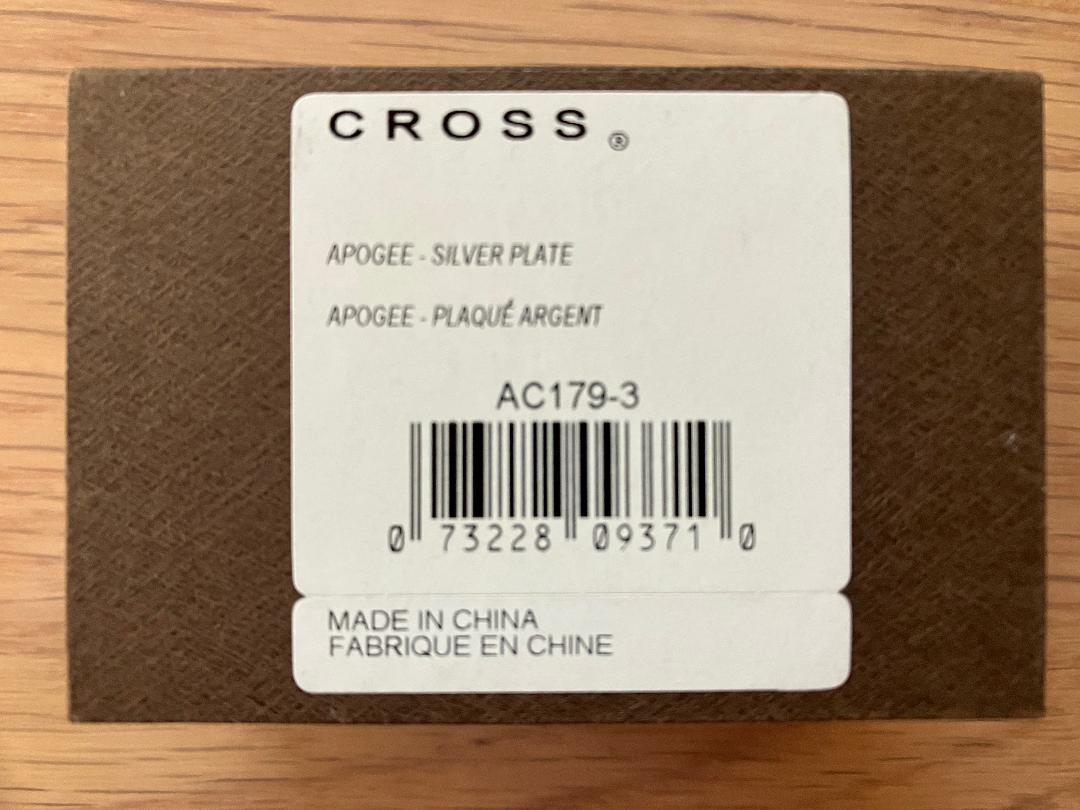 CROSS®
APOGEE - SILVER PLATE
APOGEE - PLAQUÉ ARGENT
AC179-3
0 73228 09371 0
MADE IN CHINA
FABRIQUE EN CHINE